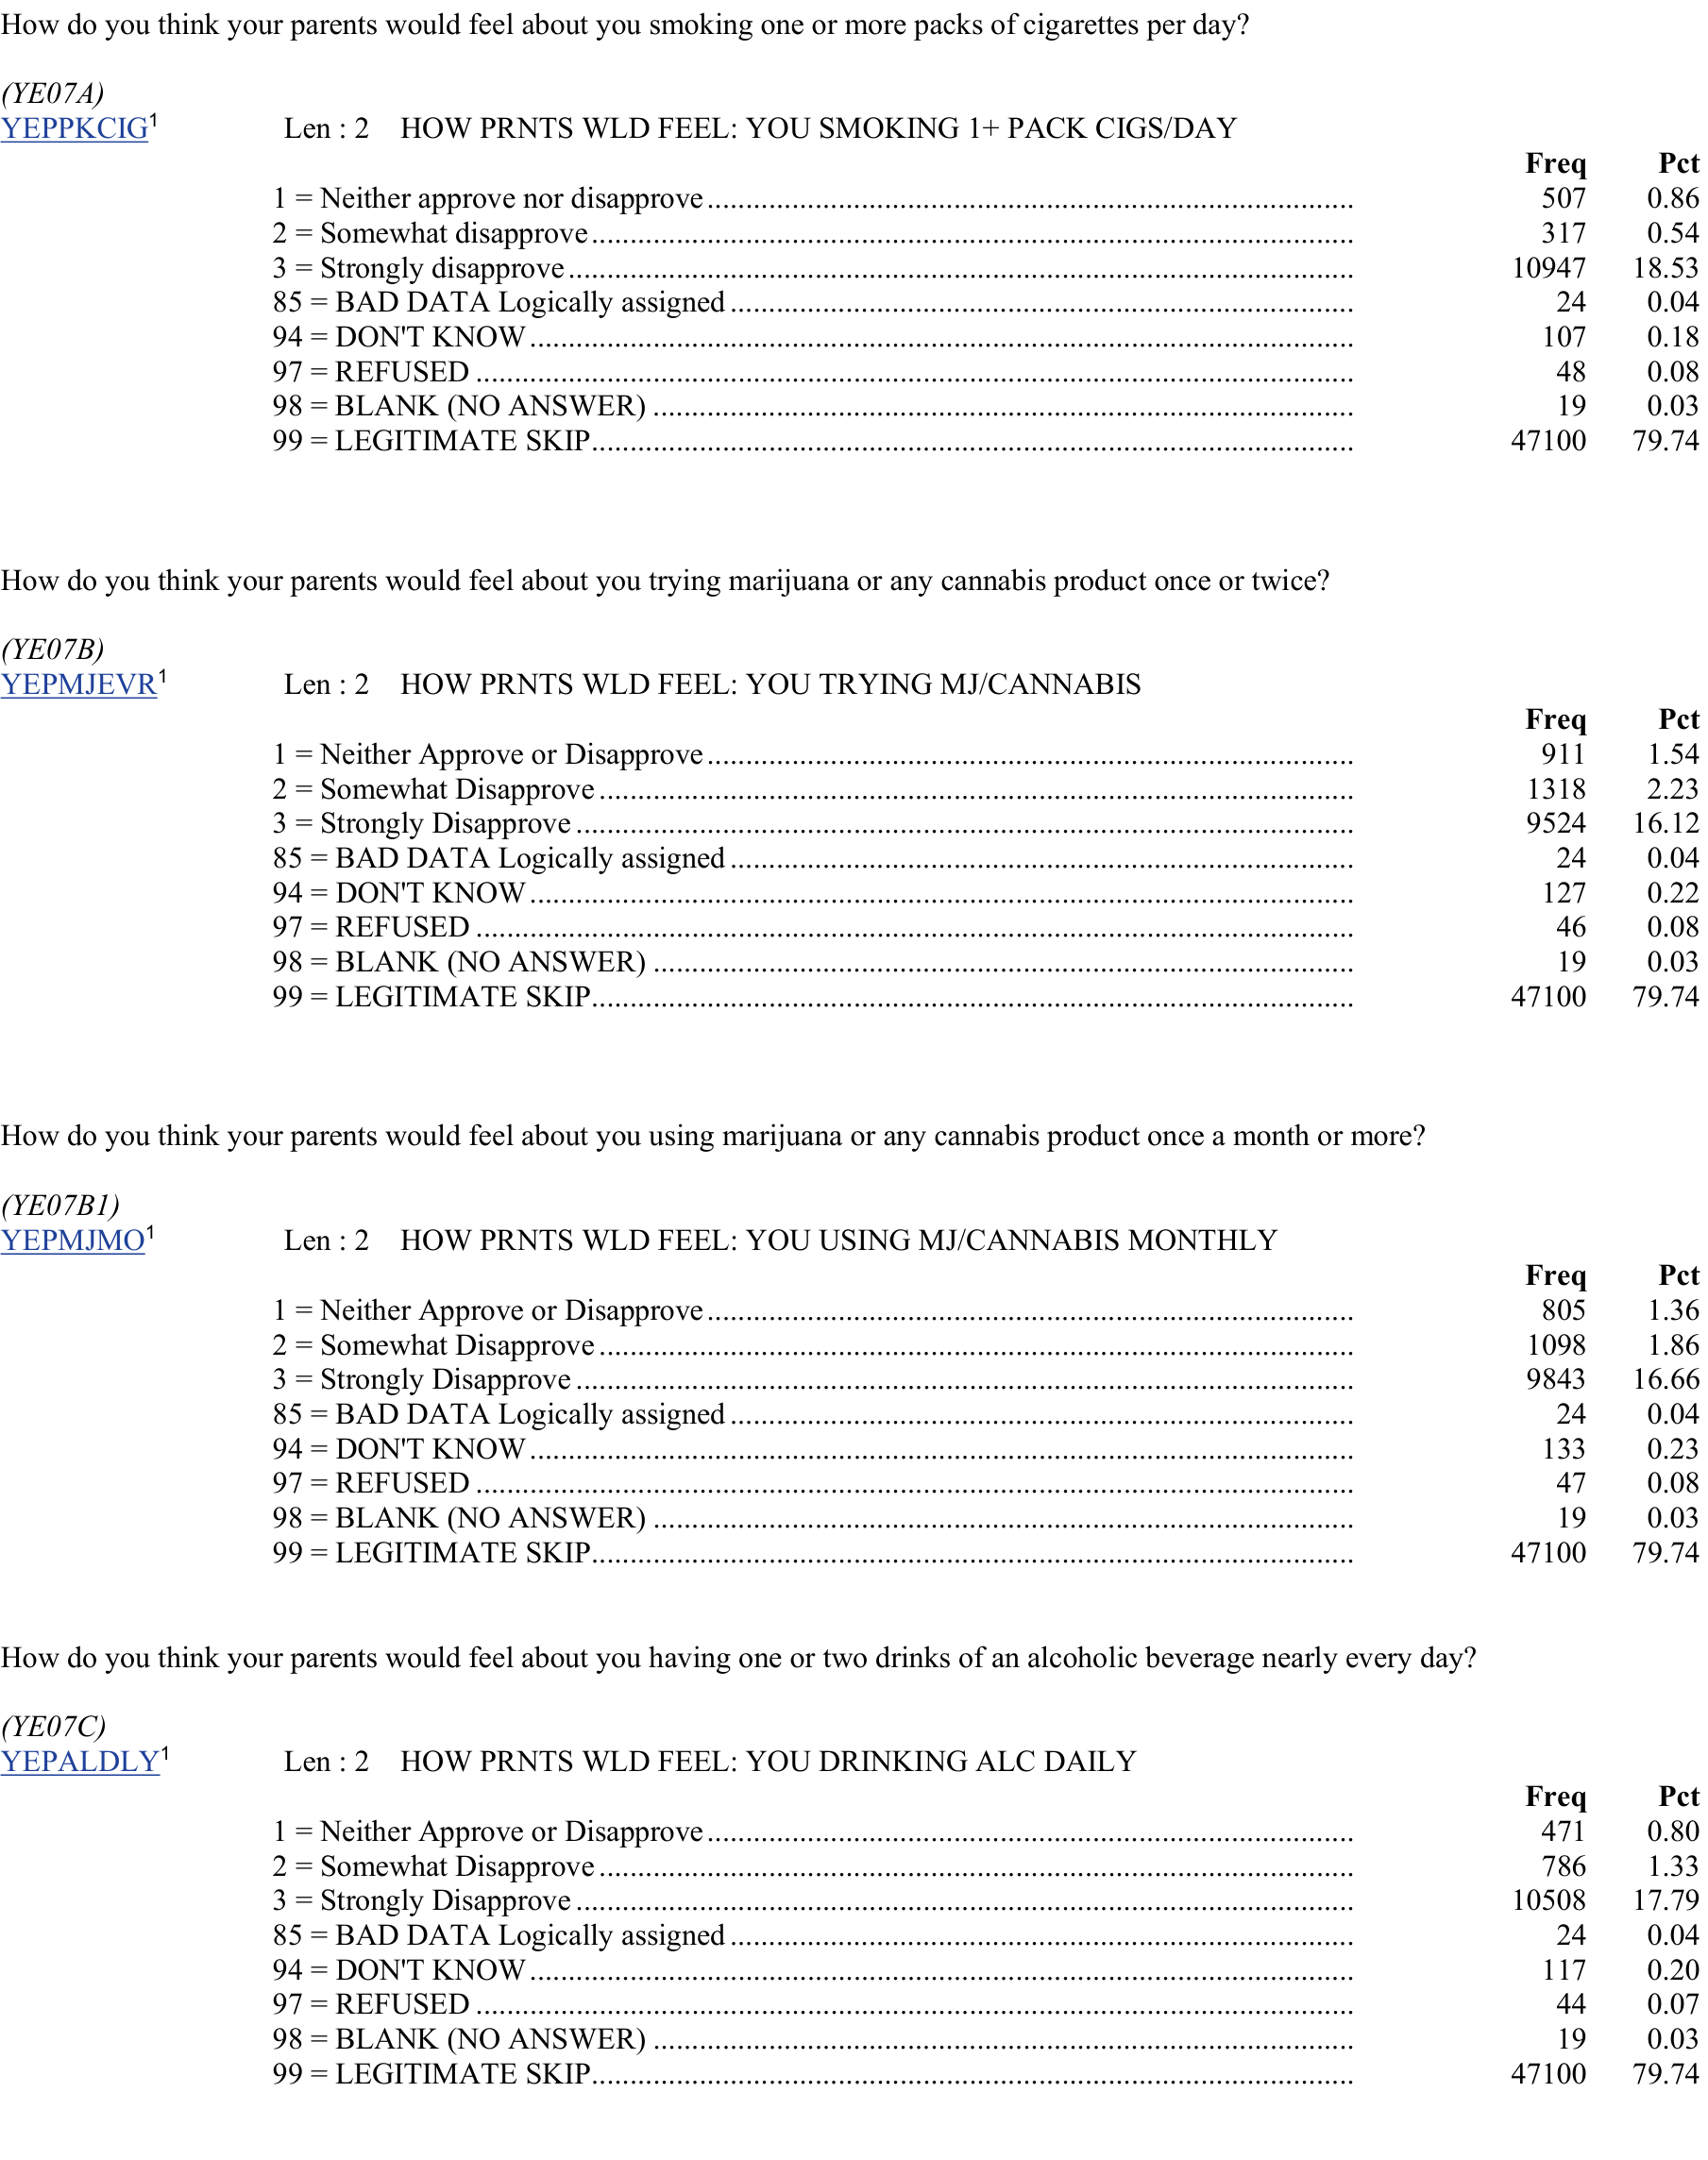 How do you think your parents would feel about you smoking one or more packs of cigarettes per day?
(YE07A)
YEPPKCIG1 Len : 2 HOW PRNTS WLD FEEL: YOU SMOKING 1+ PACK CIGS/DAY
Freq Pct
1 = Neither approve nor disapprove 507 0.86
2 = Somewhat disapprove 317 0.54
3 = Strongly disapprove 10947 18.53
85 = BAD DATA Logically assigned 24 0.04
94 = DON'T KNOW 107 0.18
97 = REFUSED 48 0.08
98 = BLANK (NO ANSWER) 19 0.03
99 = LEGITIMATE SKIP 47100 79.74
How do you think your parents would feel about you trying marijuana or any cannabis product once or twice?
(YE07B)
YEPMJEVR1 Len : 2 HOW PRNTS WLD FEEL: YOU TRYING MJ/CANNABIS
Freq Pct
1 = Neither Approve or Disapprove 911 1.54
2 = Somewhat Disapprove 1318 2.23
3 = Strongly Disapprove 9524 16.12
85 = BAD DATA Logically assigned 24 0.04
94 = DON'T KNOW 127 0.22
97 = REFUSED 46 0.08
98 = BLANK (NO ANSWER) 19 0.03
99 = LEGITIMATE SKIP 47100 79.74
How do you think your parents would feel about you using marijuana or any cannabis product once a month or more?
(YE07B1)
YEPMJMO1 Len : 2 HOW PRNTS WLD FEEL: YOU USING MJ/CANNABIS MONTHLY
Freq Pct
1 = Neither Approve or Disapprove 805 1.36
2 = Somewhat Disapprove 1098 1.86
3 = Strongly Disapprove 9843 16.66
85 = BAD DATA Logically assigned 24 0.04
94 = DON'T KNOW 133 0.23
97 = REFUSED 47 0.08
98 = BLANK (NO ANSWER) 19 0.03
99 = LEGITIMATE SKIP 47100 79.74
How do you think your parents would feel about you having one or two drinks of an alcoholic beverage nearly every day?
(YE07C)
YEPALDLY1 Len : 2 HOW PRNTS WLD FEEL: YOU DRINKING ALC DAILY
Freq Pct
1 = Neither Approve or Disapprove 471 0.80
2 = Somewhat Disapprove 786 1.33
3 = Strongly Disapprove 10508 17.79
85 = BAD DATA Logically assigned 24 0.04
94 = DON'T KNOW 117 0.20
97 = REFUSED 44 0.07
98 = BLANK (NO ANSWER) 19 0.03
99 = LEGITIMATE SKIP 47100 79.74